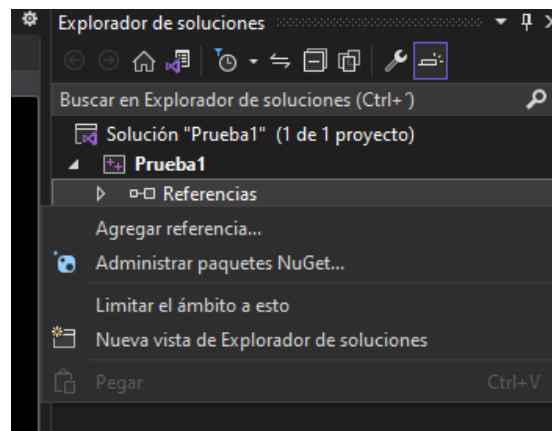 Explorador de soluciones
Buscar en Explorador de soluciones (Ctrl+´)
Solución "Prueba1" (1 de 1 proyecto)
Prueba1
Referencias
Agregar referencia...
Administrar paquetes NuGet...
Limitar el ámbito a esto
Nueva vista de Explorador de soluciones
Pegar Ctrl+V